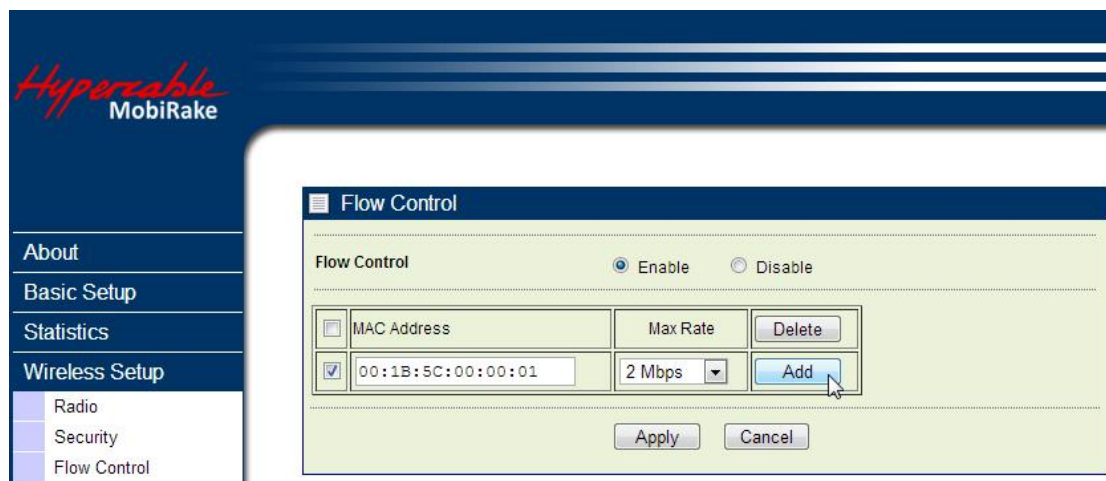 Hypercable
MobiRake
About
Basic Setup
Statistics
Wireless Setup
Radio
Security
Flow Control
Flow Control
Flow Control Enable Disable
MAC Address Max Rate Delete
00:1B:5C:00:00:01 2 Mbps Add
Apply Cancel